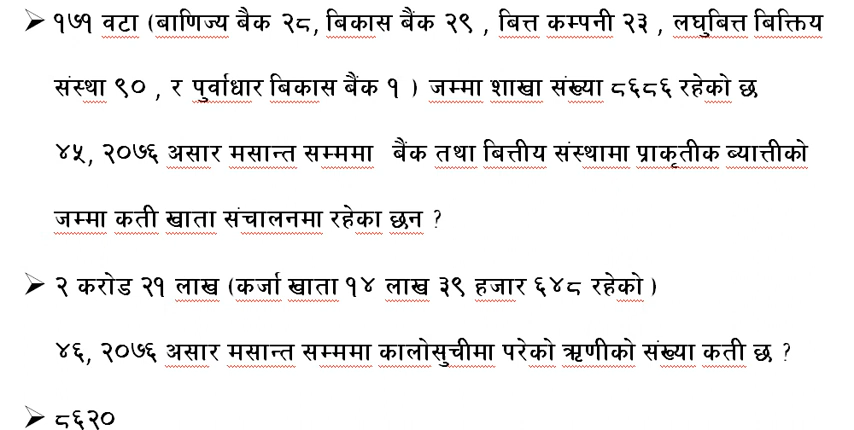 ➢ १७१ वटा (बाणिज्य बैक २८, बिकास बैंक २९ , बित्त कम्पनी २३ , लघुबित्त बिक्तिय
संस्था ९० , र पुर्वाधार बिकास बैंक १ ) जम्मा शाखा संख्या ८६८६ रहेको छ
४५, २०७६ असार मसान्त सम्ममा बैंक तथा बित्तीय संस्थामा प्राकृतीक ब्यात्तीको
जम्मा कती खाता संचालनमा रहेका छन ?
➢ २ करोड २१ लाख (कर्जा खाता १४ लाख ३९ हजार ६४८ रहेको )
४६, २०७६ असार मसान्त सम्ममा कालोसुचीमा परेको ऋणीको संख्या कती छ ?
➢ ८६२०